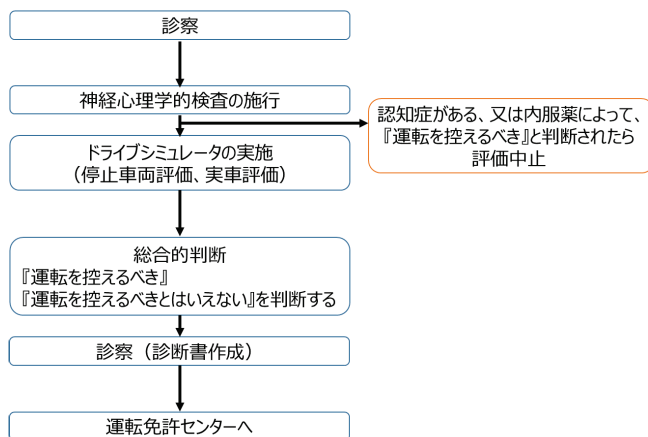 診察
神経心理学的検査の施行
認知症がある、又は内服薬によって、
『運転を控えるべき』と判断されたら
評価中止
ドライブシミュレータの実施
（停止車両評価、実車評価）
総合的判断
『運転を控えるべき』
『運転を控えるべきとはいえない』を判断する
診察（診断書作成）
運転免許センターへ